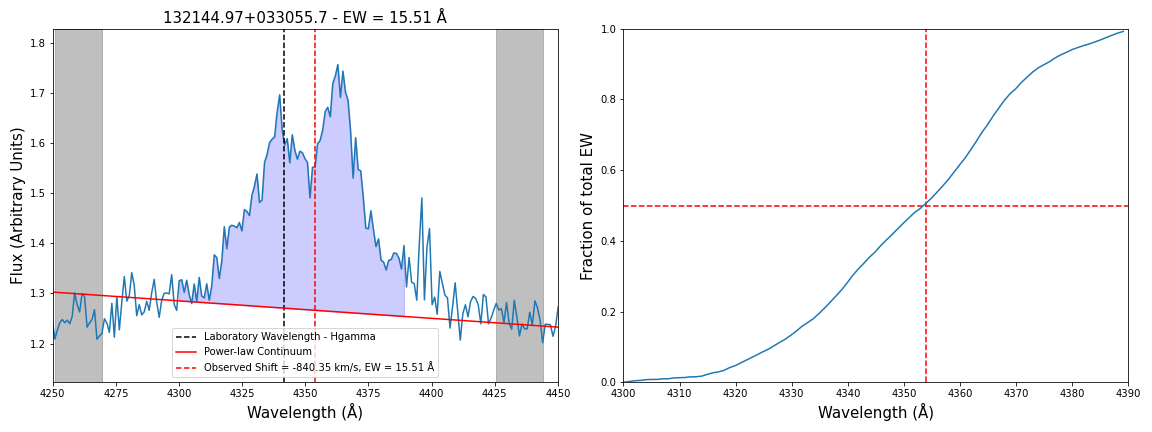 132144.97+033055.7 - EW = 15.51 Å
Flux (Arbitrary Units)
1.8
1.7
1.6
1.5
1.4
1.3
1.2
Laboratory Wavelength - Hgamma
Power-law Continuum
Observed Shift = -840.35 km/s, EW = 15.51 Å
4250 4275 4300 4325 4350 4375 4400 4425 4450
Wavelength (Å)
Fraction of total EW
1.0
0.8
0.6
0.4
0.2
0.0
4300 4310 4320 4330 4340 4350 4360 4370 4380 4390
Wavelength (Å)